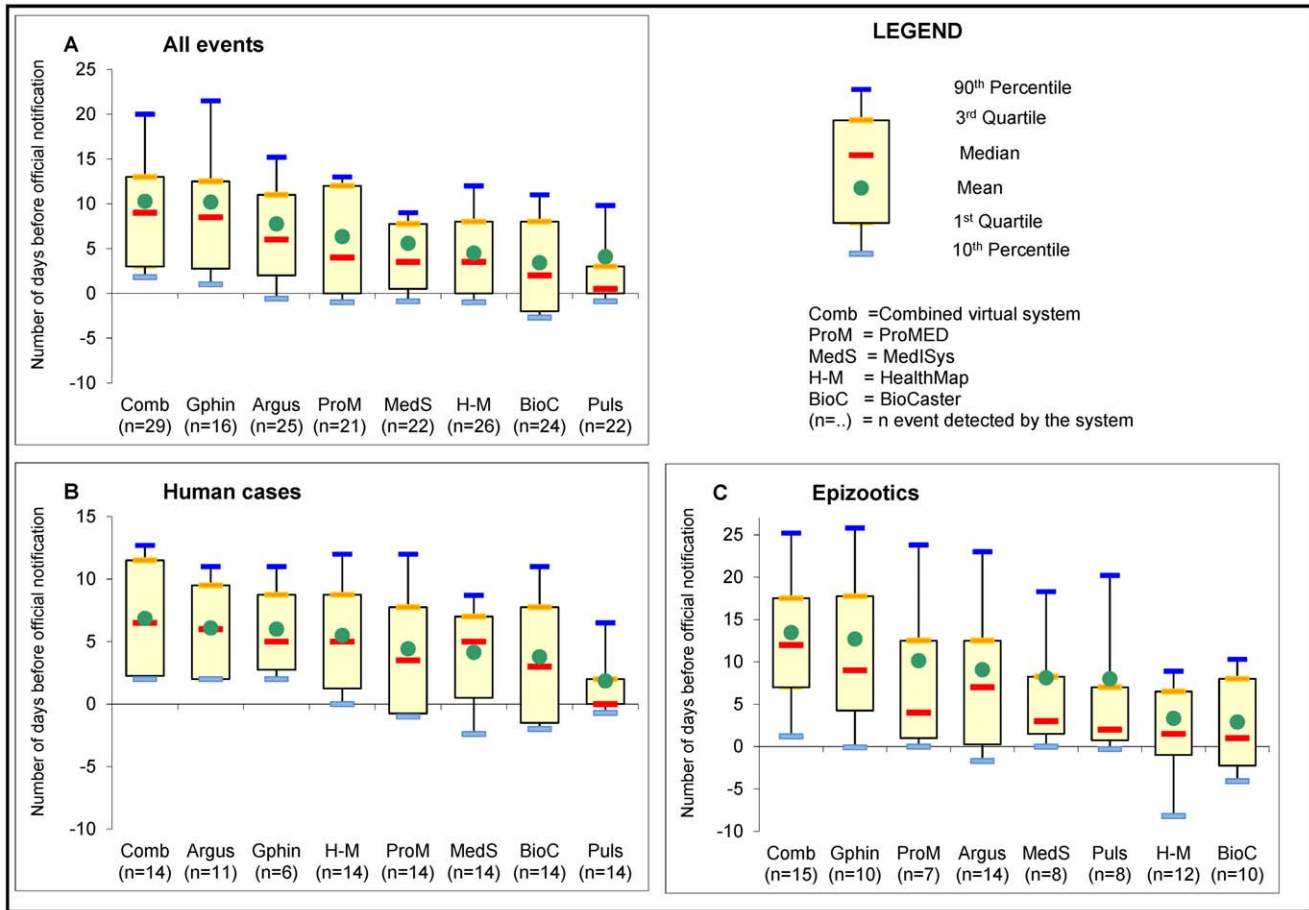 A All events
Number of days before official notification
25
20
15
10
5
0
-5
-10
Comb Gphin Argus ProM MedS H-M BioC Puls
(n=29) (n=16) (n=25) (n=21) (n=22) (n=26) (n=24) (n=22)
LEGEND
90th Percentile
3rd Quartile
Median
Mean
1st Quartile
10th Percentile
Comb =Combined virtual system
ProM = ProMED
MedS = MedISys
H-M = HealthMap
BioC = BioCaster
(n=..) = n event detected by the system
B Human cases
Number of days before official notification
15
10
5
0
-5
-10
Comb Argus Gphin H-M ProM MedS BioC Puls
(n=14) (n=11) (n=6) (n=14) (n=14) (n=14) (n=14) (n=14)
C Epizootics
Number of days before official notification
25
20
15
10
5
0
-5
-10
Comb Gphin ProM Argus MedS Puls H-M BioC
(n=15) (n=10) (n=7) (n=14) (n=8) (n=8) (n=12) (n=10)